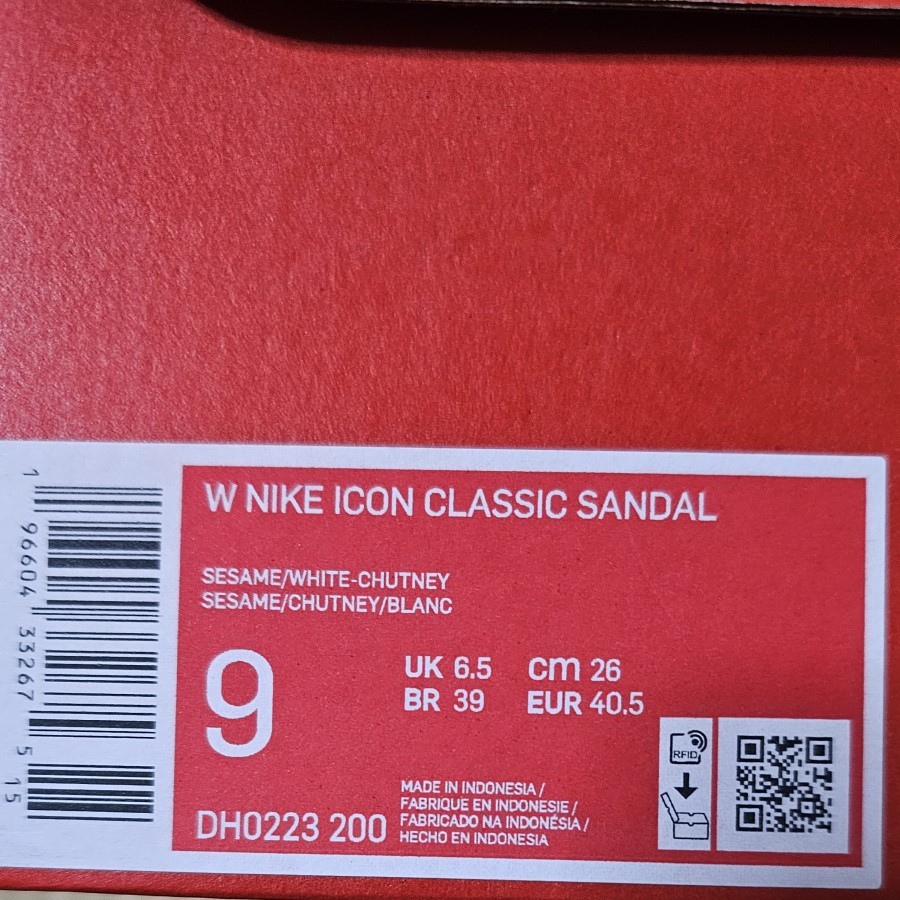 W NIKE ICON CLASSIC SANDAL
SESAME/WHITE-CHUTNEY
SESAME/CHUTNEY/BLANC
9
UK 6.5 cm 26
BR 39 EUR 40.5
RFID
DH0223 200
MADE IN INDONESIA /
FABRIQUE EN INDONESIE /
FABRICADO NA INDONÉSIA /
HECHO EN INDONESIA
1 96604 33267 5 15